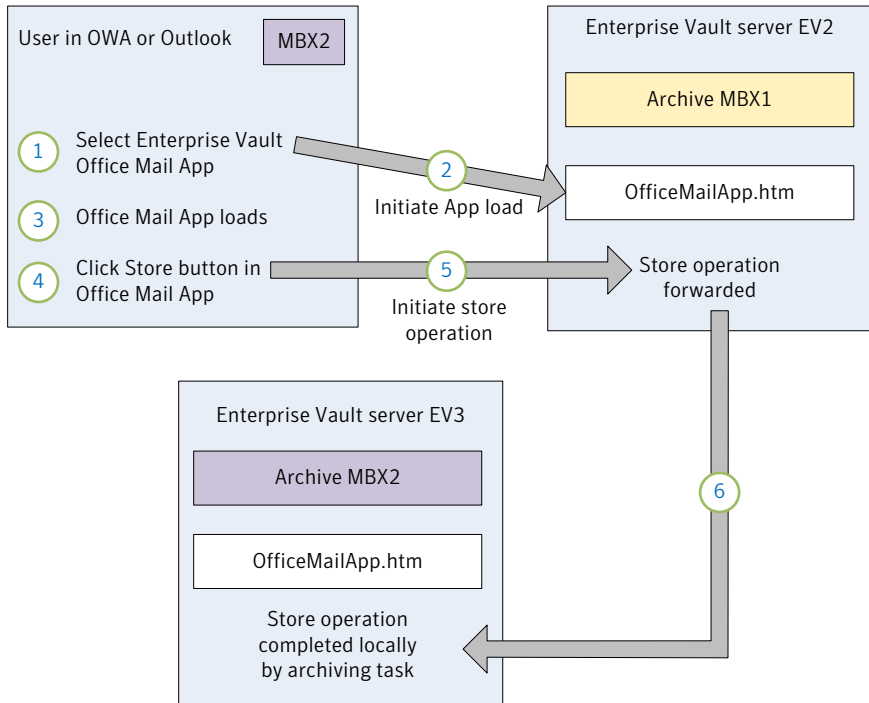 User in OWA or Outlook
MBX2
1
Select Enterprise Vault
Office Mail App
3
Office Mail App loads
4
Click Store button in
Office Mail App
2
Initiate App load
5
Initiate store
operation
Enterprise Vault server EV2
Archive MBX1
OfficeMailApp.htm
Store operation
forwarded
6
Enterprise Vault server EV3
Archive MBX2
OfficeMailApp.htm
Store operation
completed locally
by archiving task